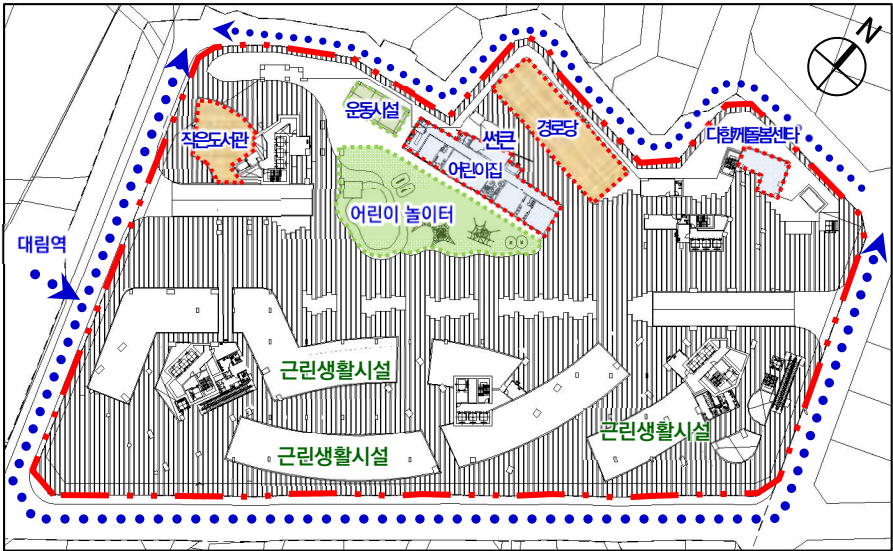 N
운동시설
작은도서관
썬큰
경로당
다함께돌봄센터
어린이집
어린이 놀이터
대림역
근린생활시설
근린생활시설
근린생활시설